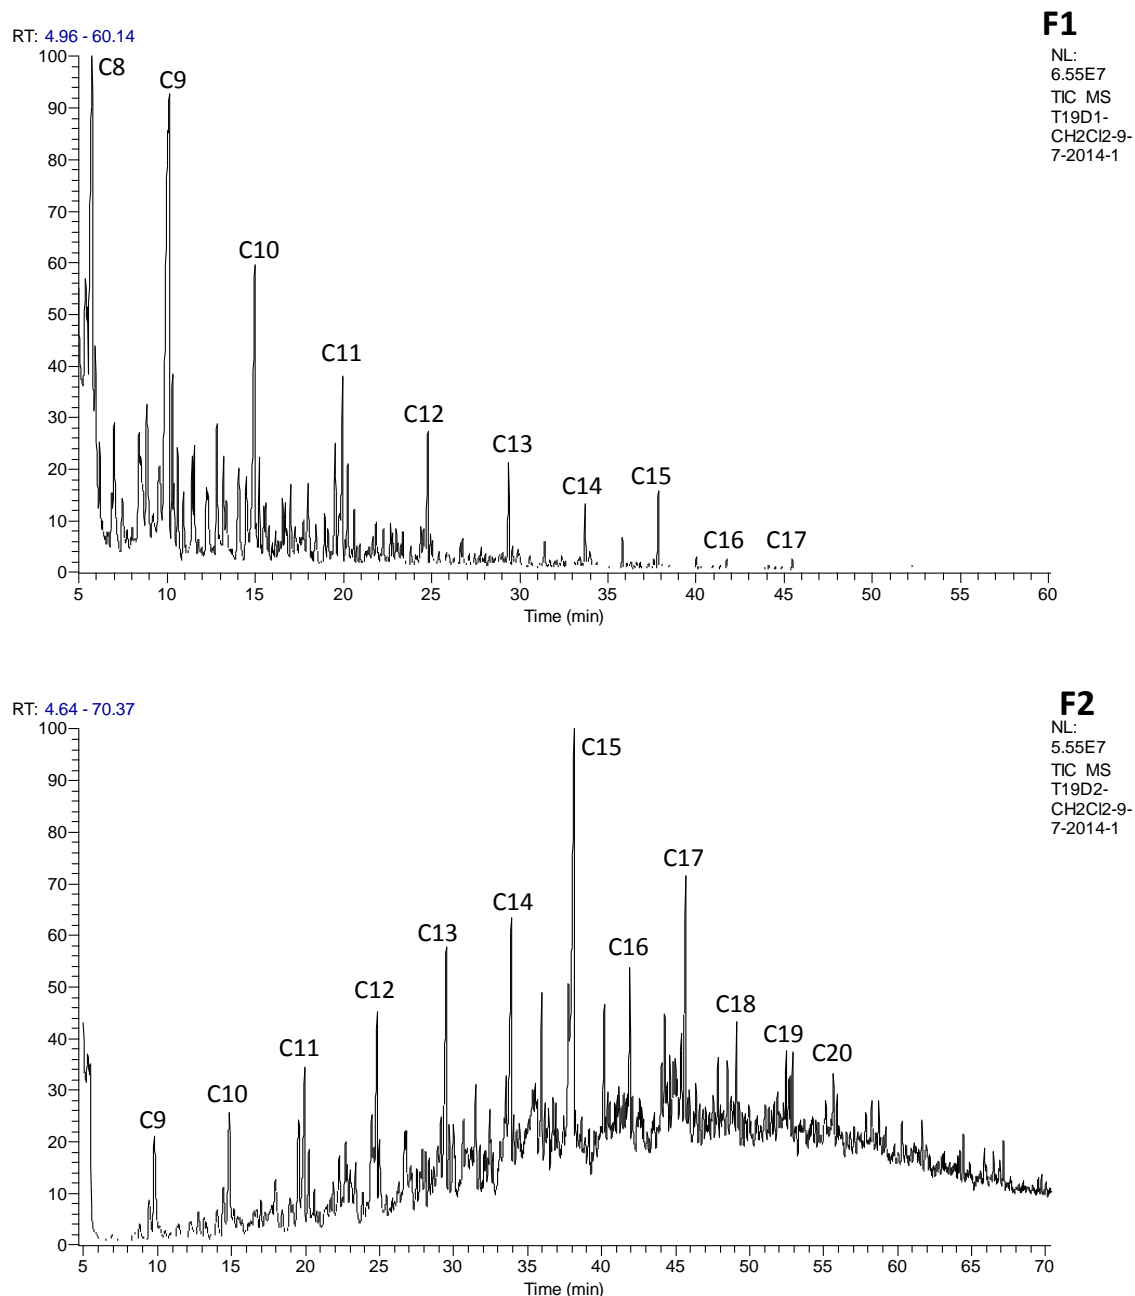 F1
RT: 4.96 - 60.14
NL:
6.55E7
TIC MS
T19D1-
CH2Cl2-9-
7-2014-1
100
90
80
70
60
50
40
30
20
10
0
C8
C9
C10
C11
C12
C13
C14
C15
C16
C17
5 10 15 20 25 30 35 40 45 50 55 60
Time (min)
F2
RT: 4.64 - 70.37
NL:
5.55E7
TIC MS
T19D2-
CH2Cl2-9-
7-2014-1
100
90
80
70
60
50
40
30
20
10
0
C9
C10
C11
C12
C13
C14
C15
C16
C17
C18
C19
C20
5 10 15 20 25 30 35 40 45 50 55 60 65 70
Time (min)